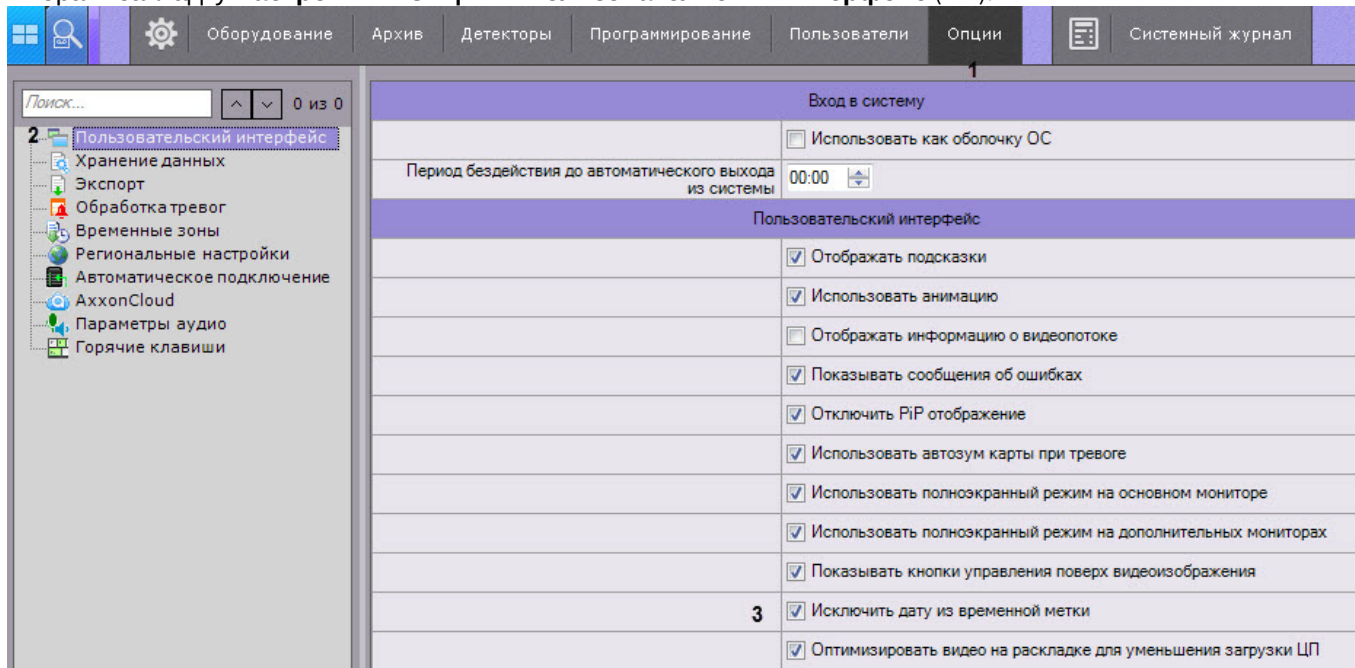 Оборудование
Архив
Детекторы
Программирование
Пользователи
Опции
Системный журнал
1
Поиск...
0 из 0
2
Пользовательский интерфейс
Хранение данных
Экспорт
Обработка тревог
Временные зоны
Региональные настройки
Автоматическое подключение
AxxonCloud
Параметры аудио
Горячие клавиши
Вход в систему
Использовать как оболочку ОС
Период бездействия до автоматического выхода
из системы
00:00
Пользовательский интерфейс
Отображать подсказки
Использовать анимацию
Отображать информацию о видеопотоке
Показывать сообщения об ошибках
Отключить PiP отображение
Использовать автозум карты при тревоге
Использовать полноэкранный режим на основном мониторе
Использовать полноэкранный режим на дополнительных мониторах
Показывать кнопки управления поверх видеоизображения
3
Исключить дату из временной метки
Оптимизировать видео на раскладке для уменьшения загрузки ЦП